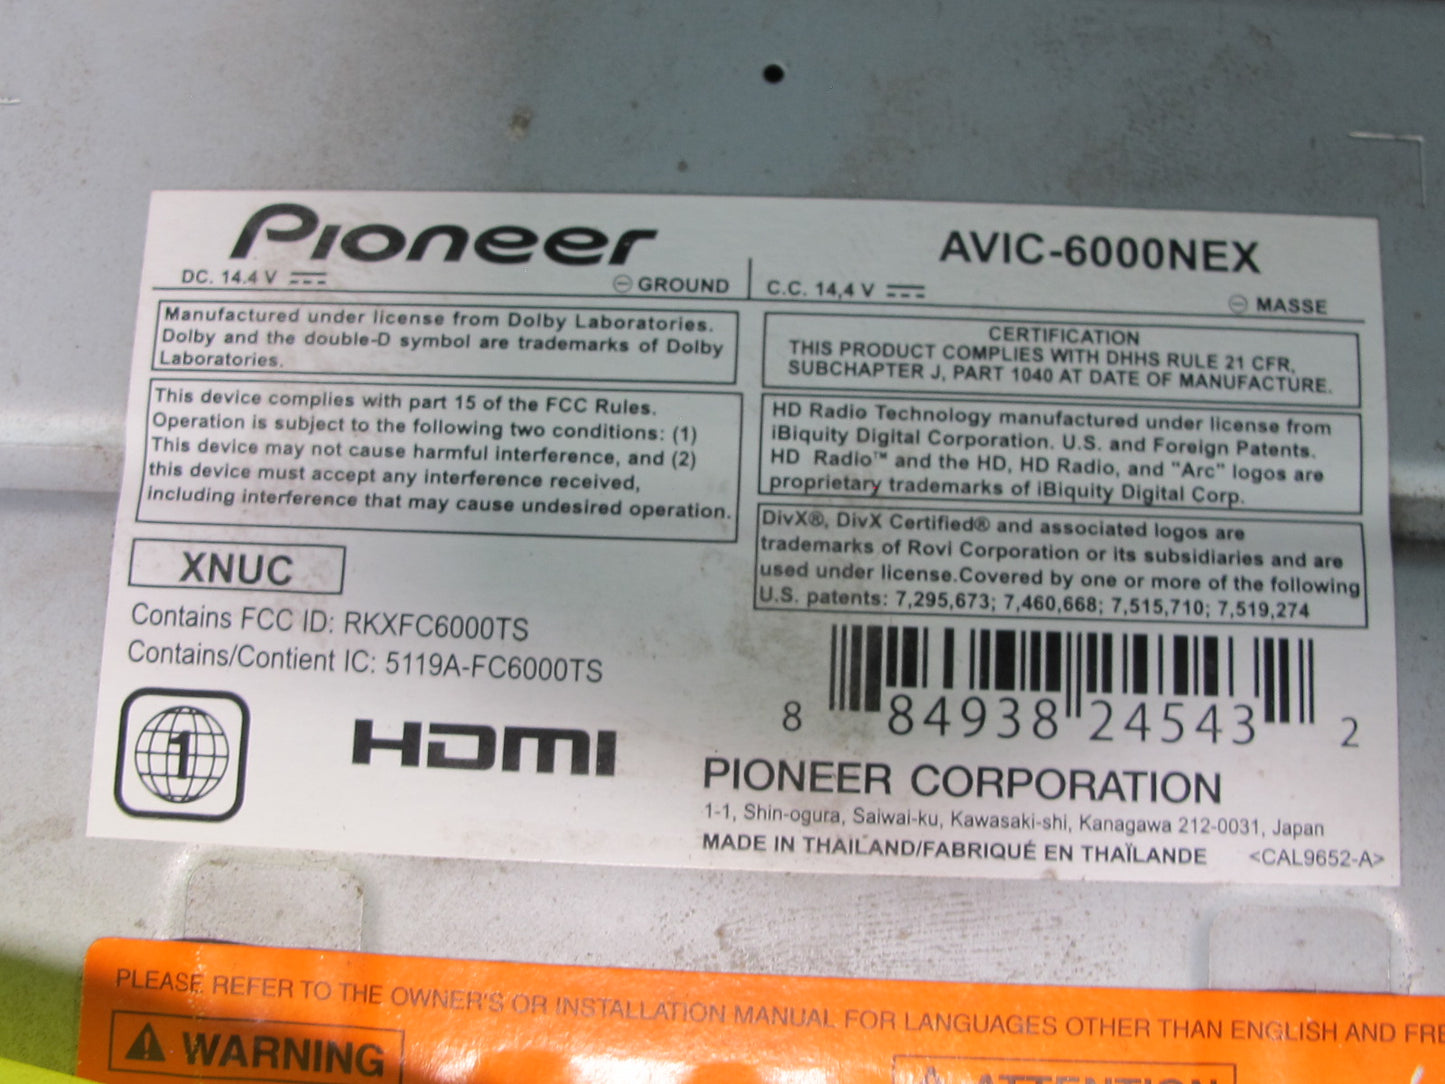 Pioneer
AVIC-6000NEX
DC. 14.4 V
GROUND
C.C. 14,4 V
MASSE
Manufactured under license from Dolby Laboratories.
Dolby and the double-D symbol are trademarks of Dolby
Laboratories.
This device complies with part 15 of the FCC Rules.
Operation is subject to the following two conditions: (1)
This device may not cause harmful interference, and (2)
this device must accept any interference received,
including interference that may cause undesired operation.
XNUC
Contains FCC ID: RKXFC6000TS
Contains/Contient IC: 5119A-FC6000TS
1
HDMI
CERTIFICATION
THIS PRODUCT COMPLIES WITH DHHS RULE 21 CFR,
SUBCHAPTER J, PART 1040 AT DATE OF MANUFACTURE.
HD Radio Technology manufactured under license from
iBiquity Digital Corporation. U.S. and Foreign Patents.
HD Radio™ and the HD, HD Radio, and "Arc" logos are
proprietary trademarks of iBiquity Digital Corp.
DivX®, DivX Certified® and associated logos are
trademarks of Rovi Corporation or its subsidiaries and are
used under license.Covered by one or more of the following
U.S. patents: 7,295,673; 7,460,668; 7,515,710; 7,519,274
8 84938 24543 2
PIONEER CORPORATION
1-1, Shin-ogura, Saiwai-ku, Kawasaki-shi, Kanagawa 212-0031, Japan
MADE IN THAILAND/FABRIQUÉ EN THAÏLANDE <CAL9652-A>
PLEASE REFER TO THE OWNER'S OR INSTALLATION MANUAL FOR LANGUAGES OTHER THAN ENGLISH AND FRE
WARNING
ATTENTION